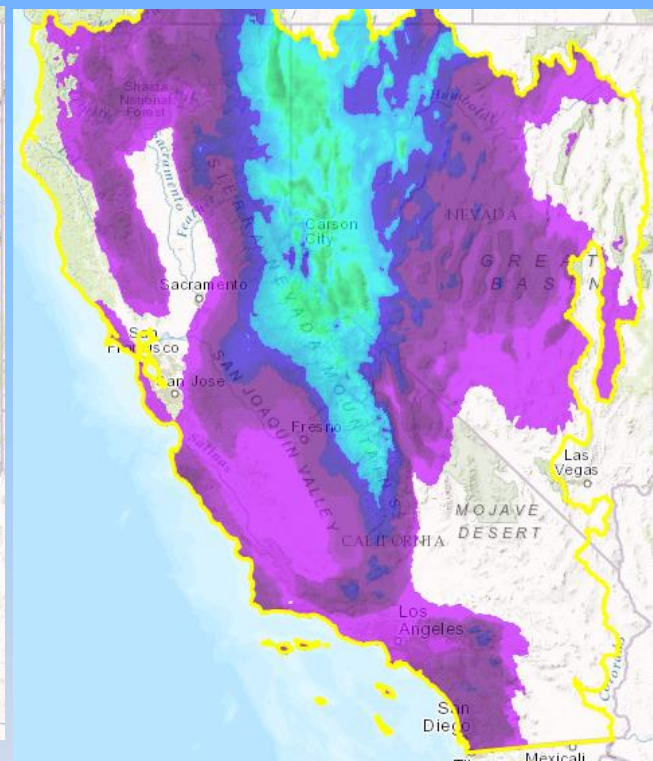 Shasta
National
Forest
Humboldt
Sacramento
Feather
SIERRA NEVADA MOUNTAINS
Carson
City
NEVADA
GREAT
BASIN
Sacramento
San
Francisco
San Jose
SAN JOAQUIN VALLEY
Fresno
Salinas
Las
Vegas
MOJAVE
DESERT
CALIFORNIA
Los
Angeles
Colorado
San
Diego
Mexicali